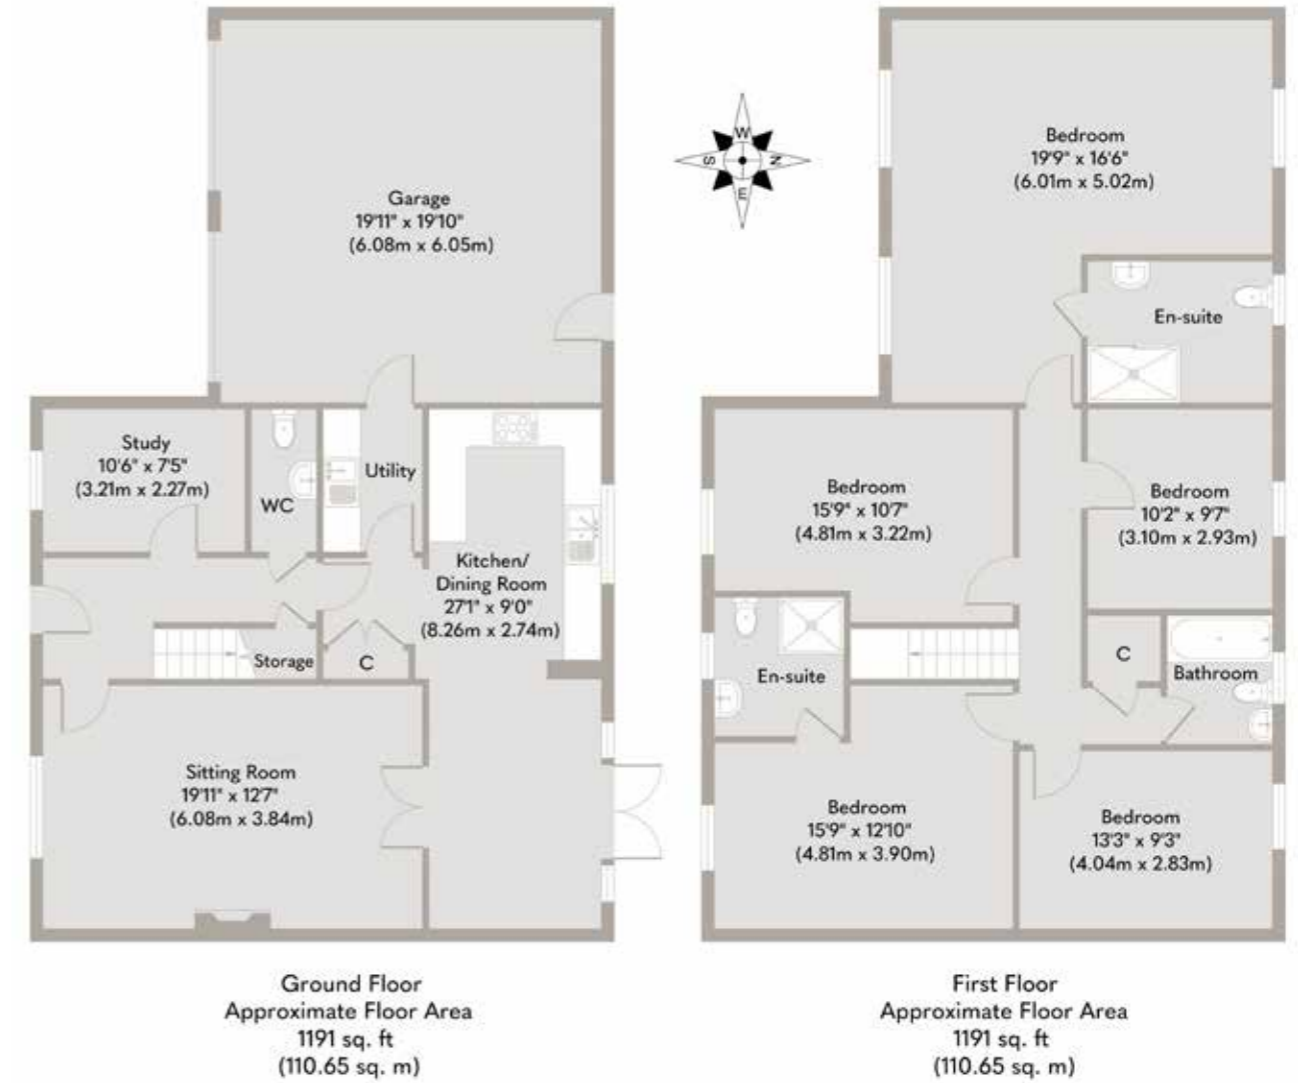 Garage
19'11" x 19'10"
(6.08m x 6.05m)
Study
10'6" x 7'5"
(3.21m x 2.27m)
WC
Utility
Kitchen/
Dining Room
27'1" x 9'0"
(8.26m x 2.74m)
Storage
C
Sitting Room
19'11" x 12'7"
(6.08m x 3.84m)
Ground Floor
Approximate Floor Area
1191 sq. ft
(110.65 sq. m)
W
S
N
E
Bedroom
19'9" x 16'6"
(6.01m x 5.02m)
En-suite
Bedroom
15'9" x 10'7"
(4.81m x 3.22m)
Bedroom
10'2" x 9'7"
(3.10m x 2.93m)
En-suite
C
Bathroom
Bedroom
15'9" x 12'10"
(4.81m x 3.90m)
Bedroom
13'3" x 9'3"
(4.04m x 2.83m)
First Floor
Approximate Floor Area
1191 sq. ft
(110.65 sq. m)